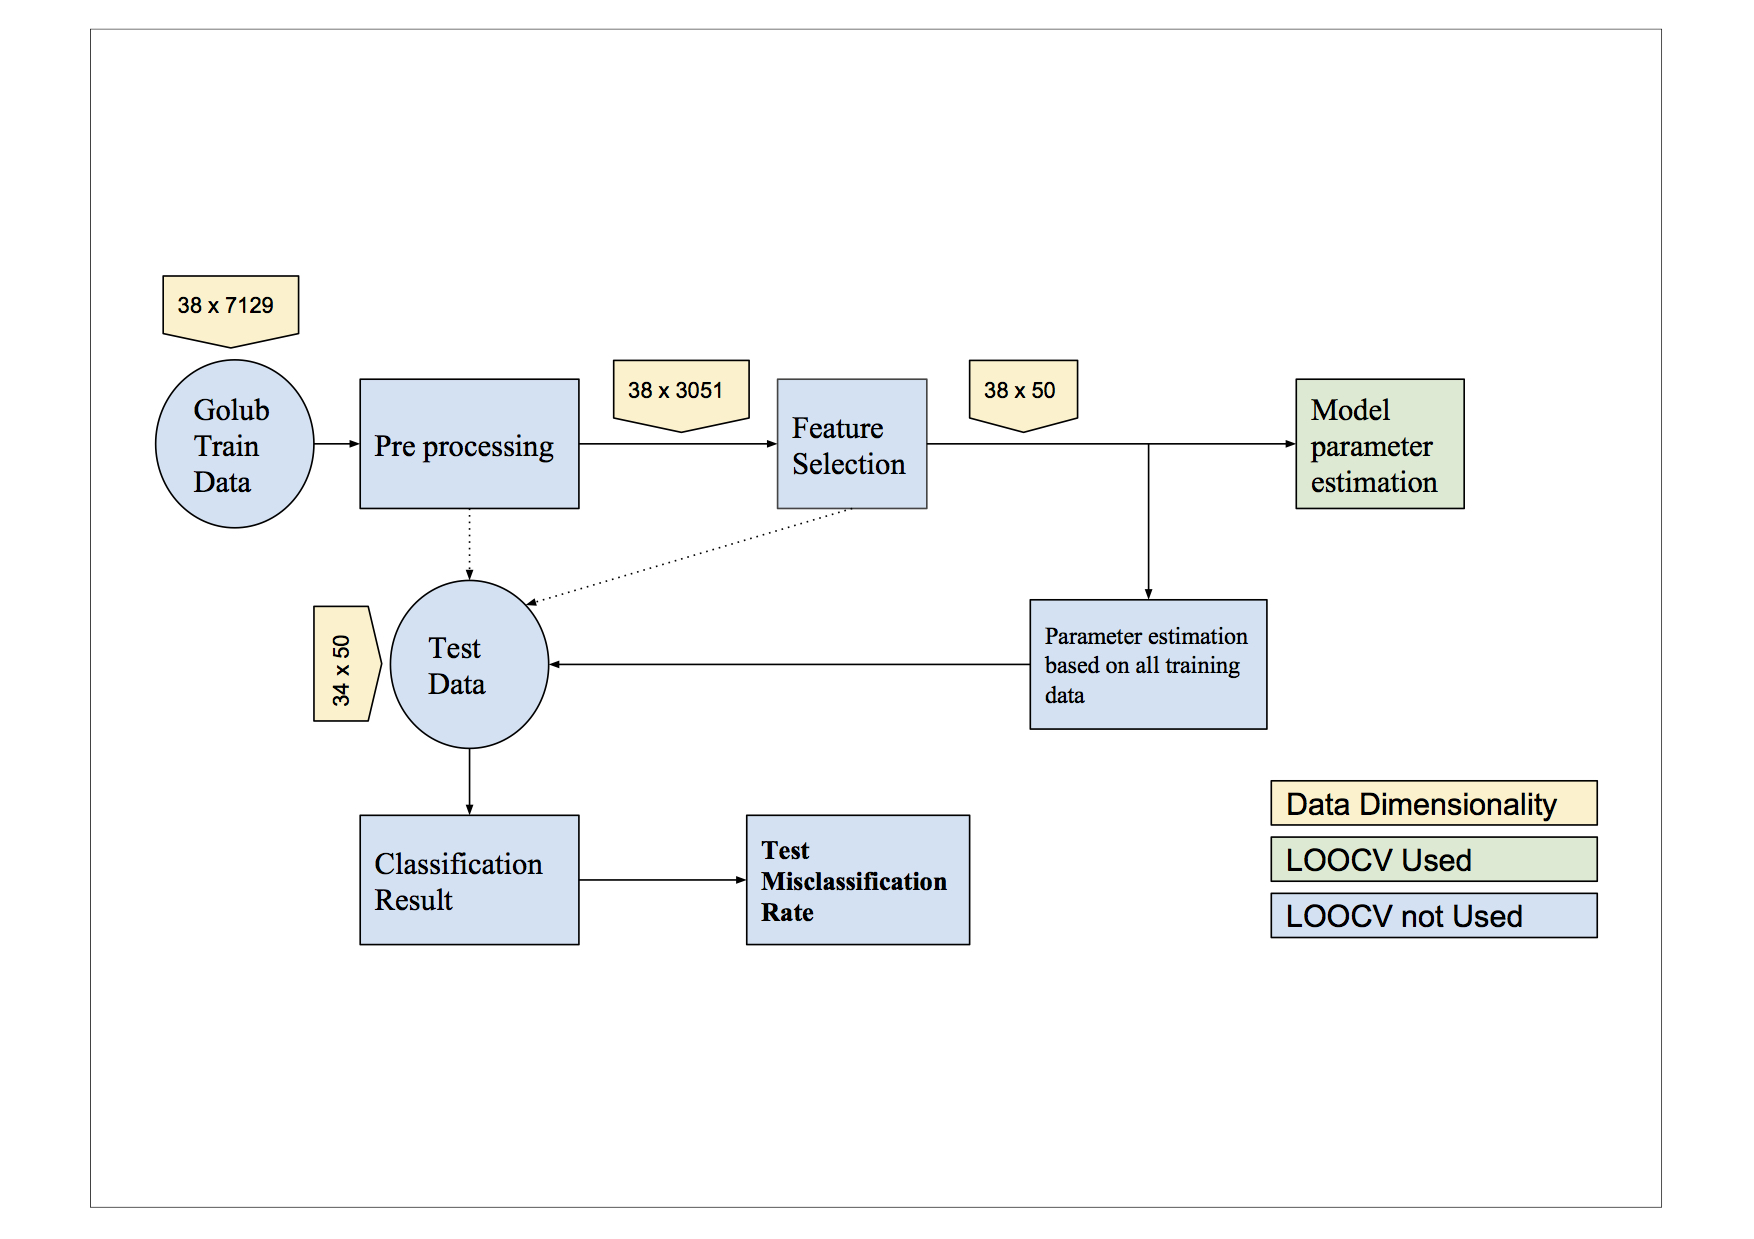 38 x 7129
Golub
Train
Data
Pre processing
38 x 3051
Feature
Selection
38 x 50
Model
parameter
estimation
34 x 50
Test
Data
Parameter estimation
based on all training
data
Classification
Result
Test
Misclassification
Rate
Data Dimensionality
LOOCV Used
LOOCV not Used